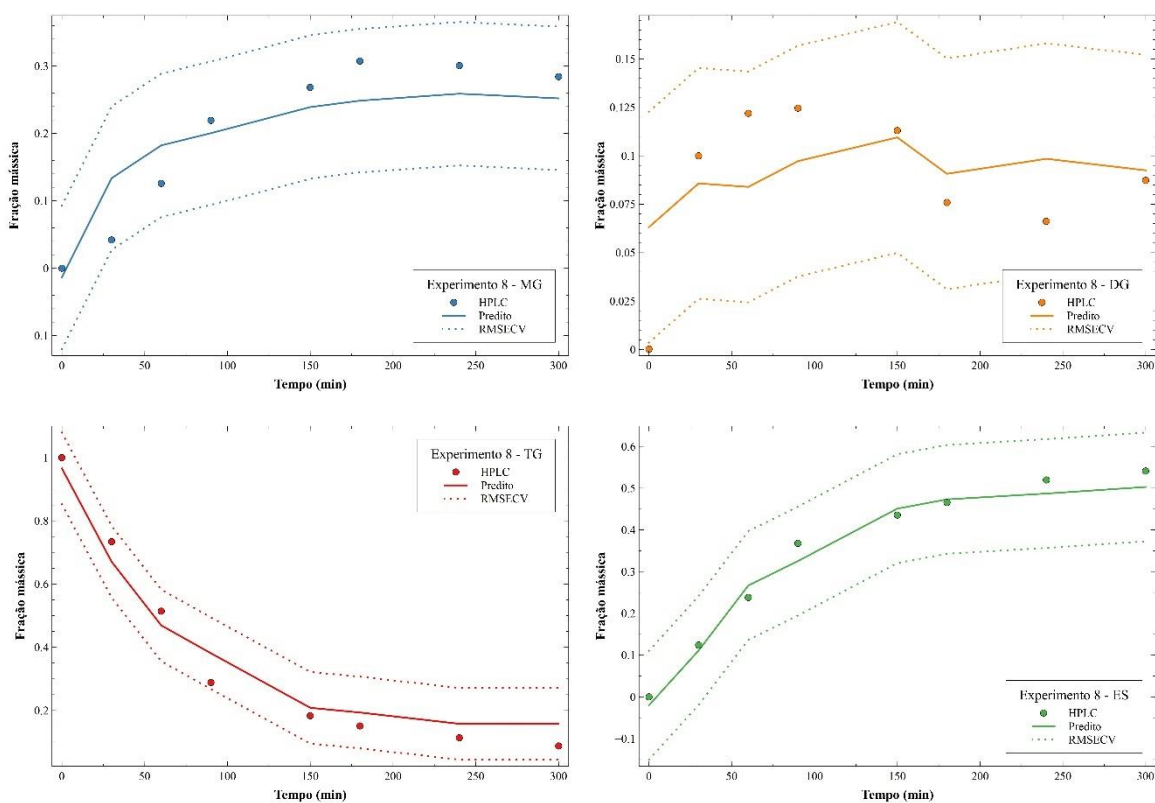 Fração mássica
0.3
0.2
0.1
0
0.1
0 50 100 150 200 250 300
Tempo (min)
Experimento 8 - MG
HPLC
Predito
RMSECV
Fração mássica
0.15
0.125
0.1
0.075
0.05
0.025
0
0 50 100 150 200 250 300
Tempo (min)
Experimento 8 - DG
HPLC
Predito
RMSECV
Fração mássica
1
0.8
0.6
0.4
0.2
0 50 100 150 200 250 300
Tempo (min)
Experimento 8 - TG
HPLC
Predito
RMSECV
Fração mássica
0.6
0.5
0.4
0.3
0.2
0.1
0.0
−0.1
0 50 100 150 200 250 300
Tempo (min)
Experimento 8 - ES
HPLC
Predito
RMSECV